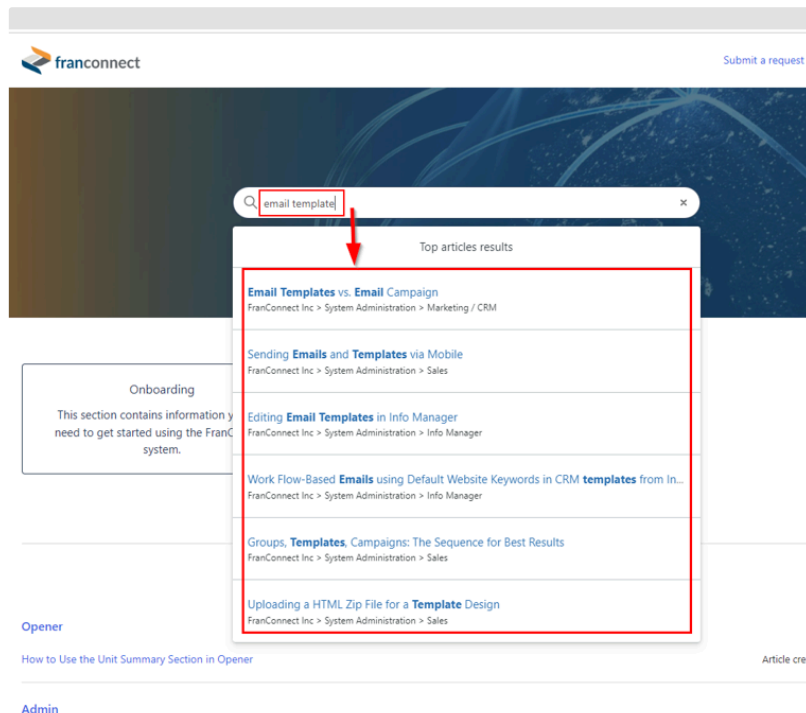 franconnect
Submit a request
email template
×
Top articles results
Email Templates vs. Email Campaign
FranConnect Inc > System Administration > Marketing / CRM
Sending Emails and Templates via Mobile
FranConnect Inc > System Administration > Sales
Editing Email Templates in Info Manager
FranConnect Inc > System Administration > Info Manager
Work Flow-Based Emails using Default Website Keywords in CRM templates from In...
FranConnect Inc > System Administration > Info Manager
Groups, Templates, Campaigns: The Sequence for Best Results
FranConnect Inc > System Administration > Sales
Uploading a HTML Zip File for a Template Design
FranConnect Inc > System Administration > Sales
Onboarding
This section contains information y
need to get started using the FranC
system.
Opener
How to Use the Unit Summary Section in Opener
Article cre
Admin